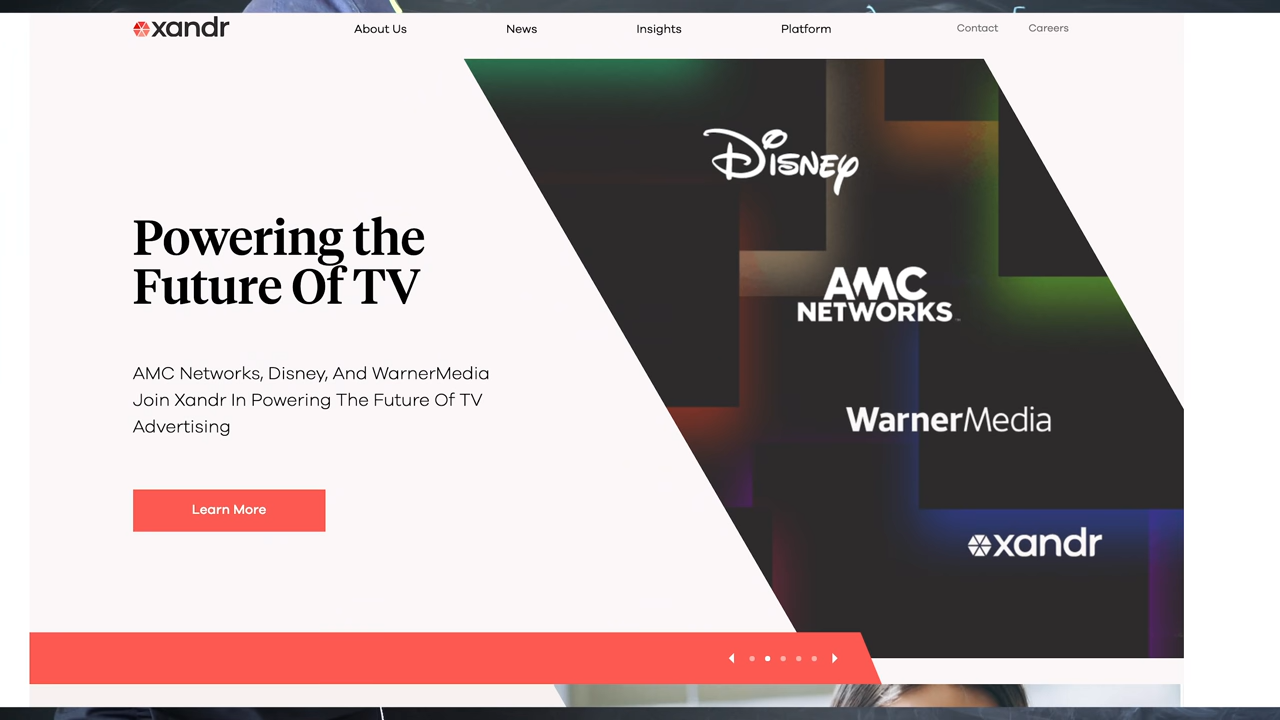 xandr
About Us
News
Insights
Platform
Contact
Careers
Disney
AMC
NETWORKS
WarnerMedia
xandr
Powering the
Future Of TV
AMC Networks, Disney, And WarnerMedia
Join Xandr In Powering The Future Of TV
Advertising
Learn More